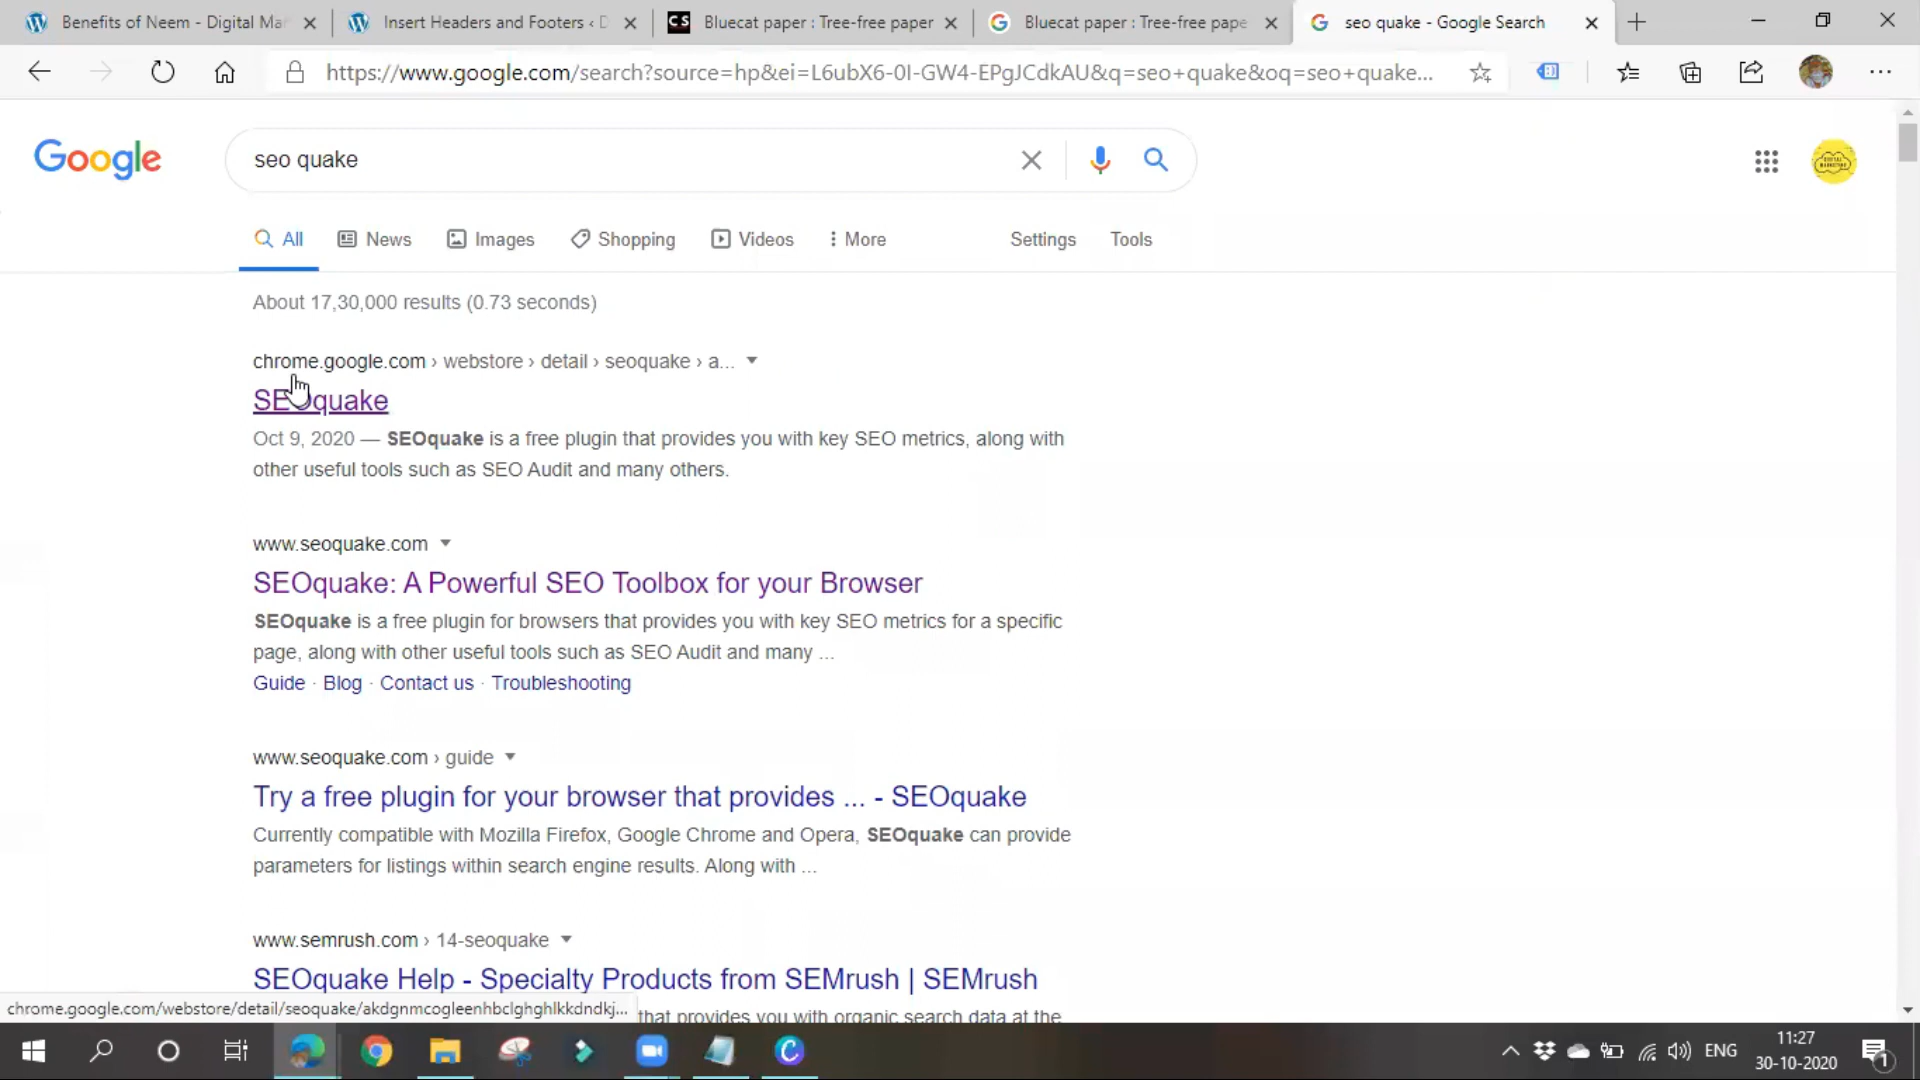 Benefits of Neem - Digital Ma
Insert Headers and Footers ‹ D
CS Bluecat paper : Tree-free paper
Bluecat paper : Tree-free pape
seo quake - Google Search
https://www.google.com/search?source=hp&ei=L6ubX6-0I-GW4-EPgJCdkAU&q=seo+quake&oq=seo+quake...
Google
seo quake
All
News
Images
Shopping
Videos
More
Settings
Tools
About 17,30,000 results (0.73 seconds)
chrome.google.com › webstore › detail › seoquake › a...
SEOquake
Oct 9, 2020 — SEOquake is a free plugin that provides you with key SEO metrics, along with
other useful tools such as SEO Audit and many others.
www.seoquake.com
SEOquake: A Powerful SEO Toolbox for your Browser
SEOquake is a free plugin for browsers that provides you with key SEO metrics for a specific
page, along with other useful tools such as SEO Audit and many ...
Guide · Blog · Contact us · Troubleshooting
www.seoquake.com › guide
Try a free plugin for your browser that provides ... - SEOquake
Currently compatible with Mozilla Firefox, Google Chrome and Opera, SEOquake can provide
parameters for listings within search engine results. Along with ...
www.semrush.com › 14-seoquake
SEOquake Help - Specialty Products from SEMrush | SEMrush
chrome.google.com/webstore/detail/seoquake/akdgnmcogleenhbclghghlkkdndkj...
that provides you with organic search data at the
ENG
11:27
30-10-2020
1